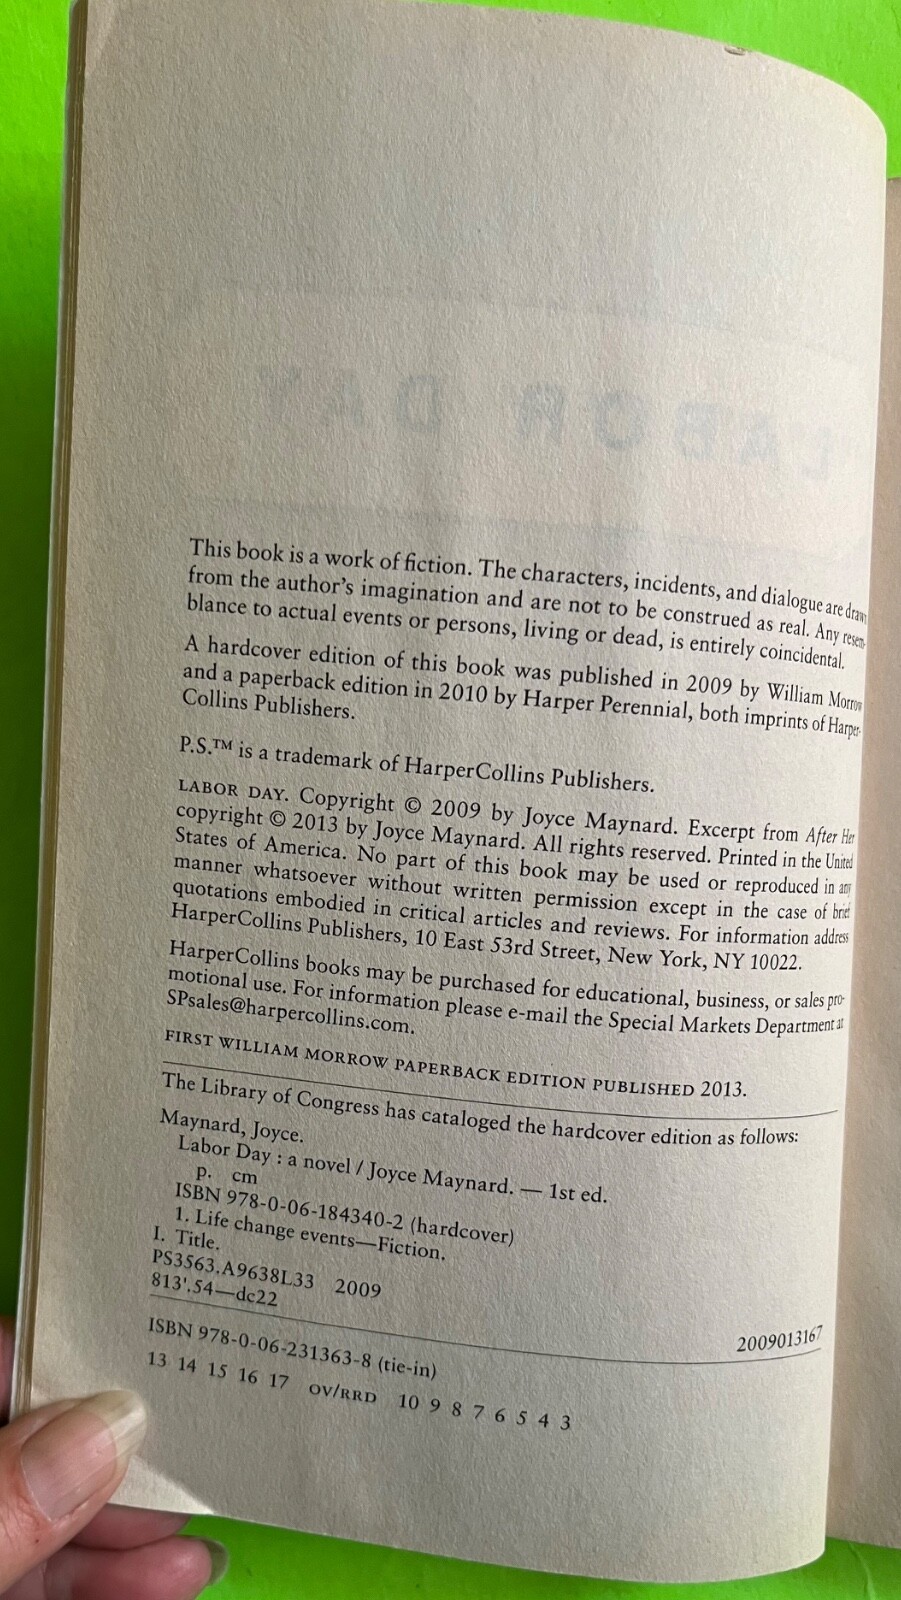 LABOR DAY
This book is a work of fiction. The characters, incidents, and dialogue are drawn
from the author's imagination and are not to be construed as real. Any resem-
blance to actual events or persons, living or dead, is entirely coincidental.
A hardcover edition of this book was published in 2009 by William Morrow
and a paperback edition in 2010 by Harper Perennial, both imprints of Harper-
Collins Publishers.
P.S.™ is a trademark of HarperCollins Publishers.
LABOR DAY. Copyright © 2009 by Joyce Maynard. Excerpt from After Her
copyright © 2013 by Joyce Maynard. All rights reserved. Printed in the United
States of America. No part of this book may be used or reproduced in any
manner whatsoever without written permission except in the case of brief
quotations embodied in critical articles and reviews. For information address
HarperCollins Publishers, 10 East 53rd Street, New York, NY 10022.
HarperCollins books may be purchased for educational, business, or sales pro-
motional use. For information please e-mail the Special Markets Department at
SPsales@harpercollins.com.
FIRST WILLIAM MORROW PAPERBACK EDITION PUBLISHED 2013.
The Library of Congress has cataloged the hardcover edition as follows:
Maynard, Joyce.
Labor Day : a novel / Joyce Maynard. — 1st ed.
p. cm
ISBN 978-0-06-184340-2 (hardcover)
1. Life change events—Fiction.
I. Title.
PS3563.A9638L33 2009
813'.54—dc22
2009013167
ISBN 978-0-06-231363-8 (tie-in)
13 14 15 16 17 OV/RRD 10 9 8 7 6 5 4 3